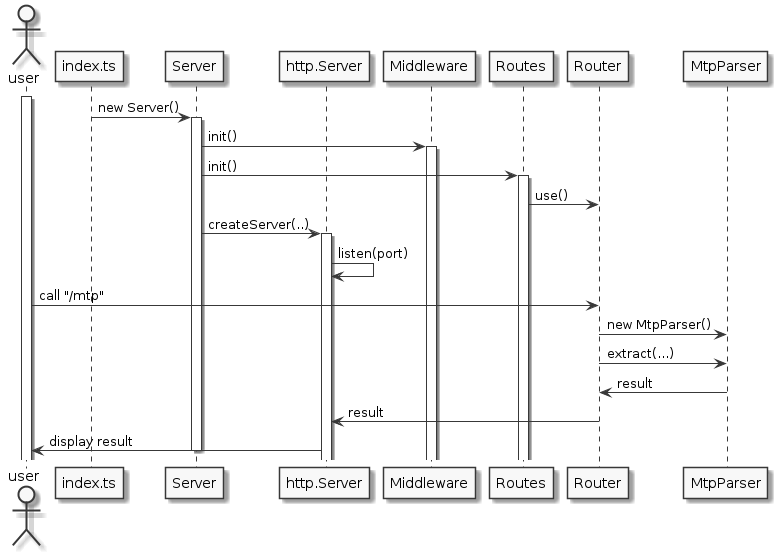 user
index.ts
Server
http.Server
Middleware
Routes
Router
MtpParser
new Server()
init()
init()
use()
createServer(..)
listen(port)
call "/mtp"
new MtpParser()
extract(...)
result
result
display result
user
index.ts
Server
http.Server
Middleware
Routes
Router
MtpParser